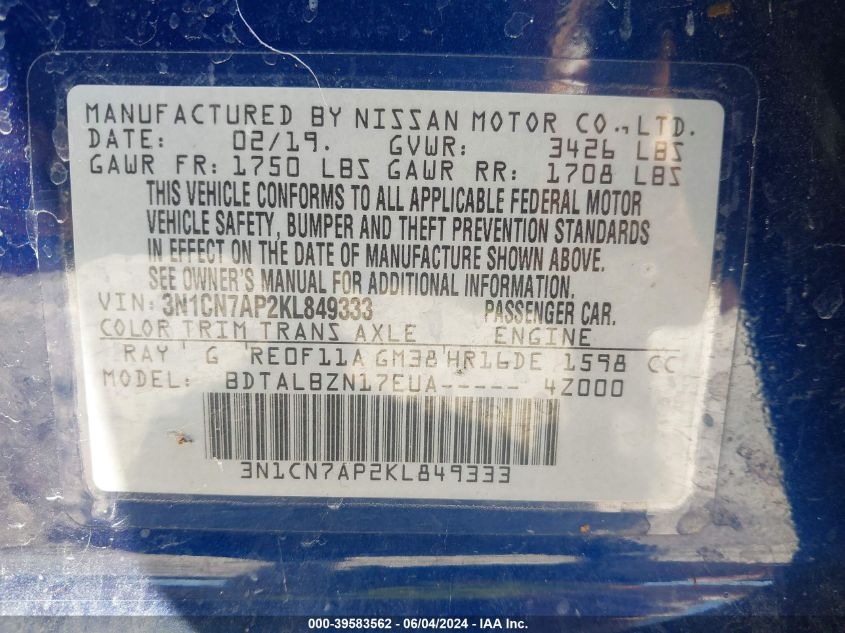 MANUFACTURED BY NISSAN MOTOR CO., LTD.
DATE: 02/19. GVWR: 3426 LBS
GAWR FR: 1750 LBS GAWR RR: 1708 LBS
THIS VEHICLE CONFORMS TO ALL APPLICABLE FEDERAL MOTOR
VEHICLE SAFETY, BUMPER AND THEFT PREVENTION STANDARDS
IN EFFECT ON THE DATE OF MANUFACTURE SHOWN ABOVE.
SEE OWNER'S MANUAL FOR ADDITIONAL INFORMATION.
VIN: 3N1CN7AP2KL849333 PASSENGER CAR.
COLOR TRIM TRANS AXLE ENGINE
RAY G RE0F11A GM38 HR16DE 1598 CC
MODEL: BDTALBZN17EUA----- 4Z000
3N1CN7AP2KL849333
000-39583562 - 06/04/2024 - IAA Inc.